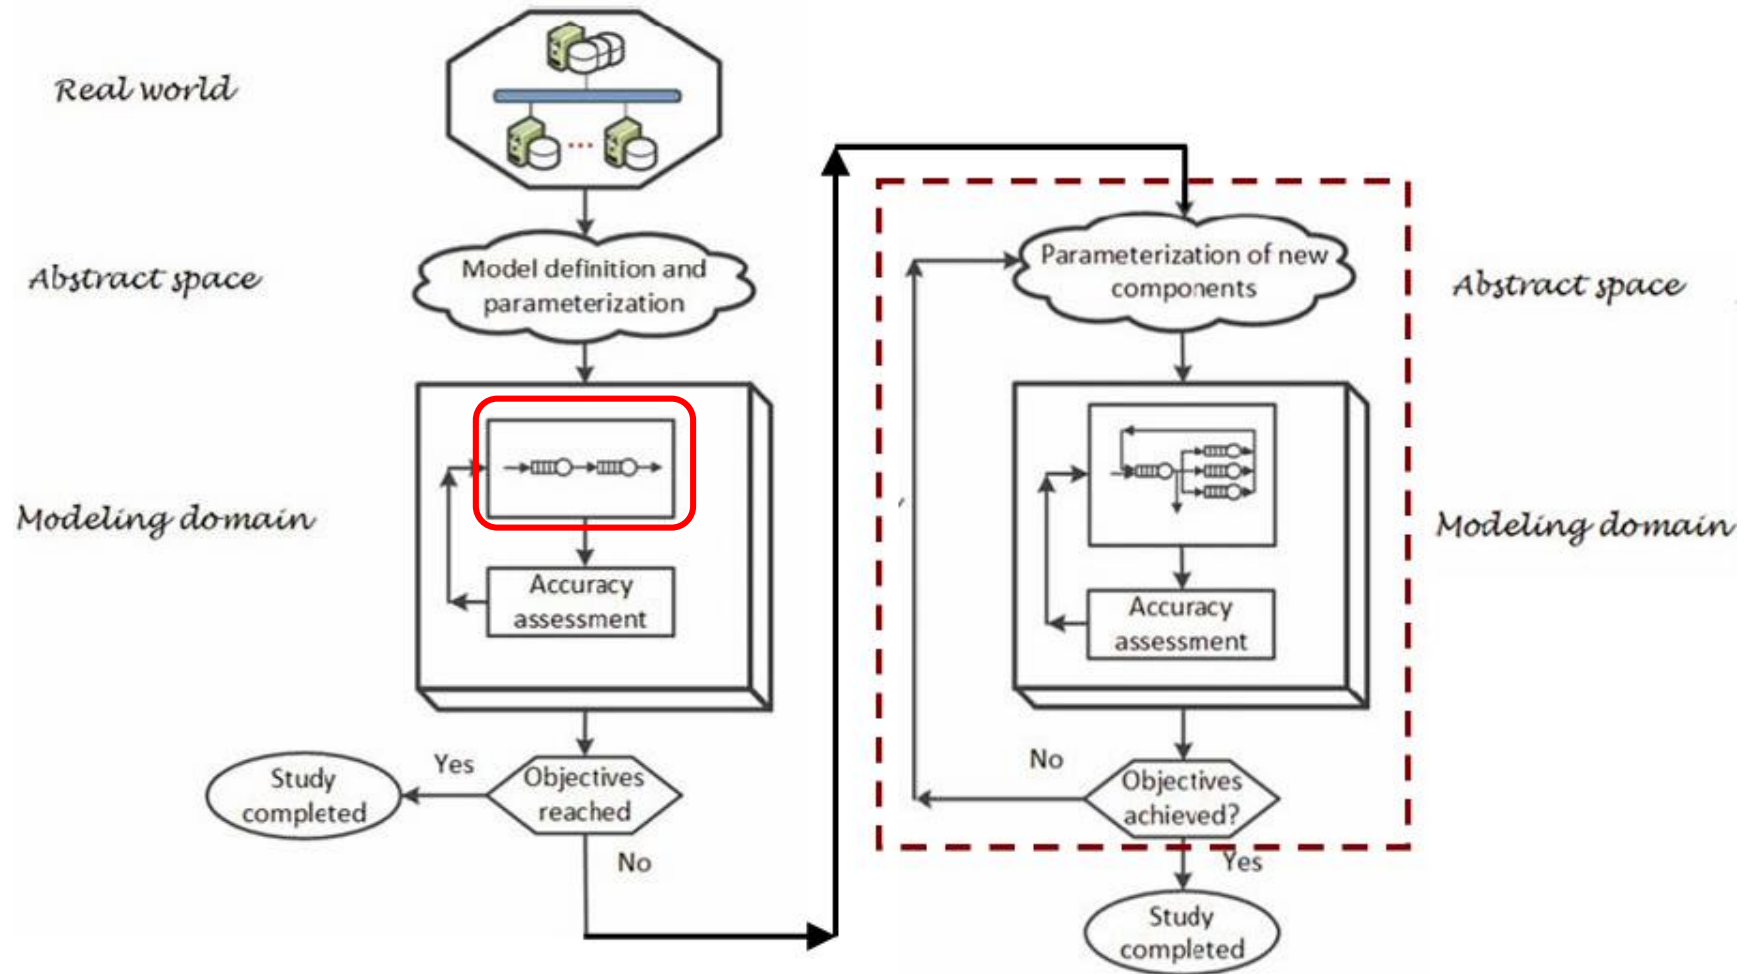 Real world
Abstract space
Model definition and
parameterization
Modeling domain
Accuracy
assessment
Study
completed
Yes
Objectives
reached
No
Parameterization of new
components
Abstract space
Modeling domain
Accuracy
assessment
No
Objectives
achieved?
Yes
Study
completed